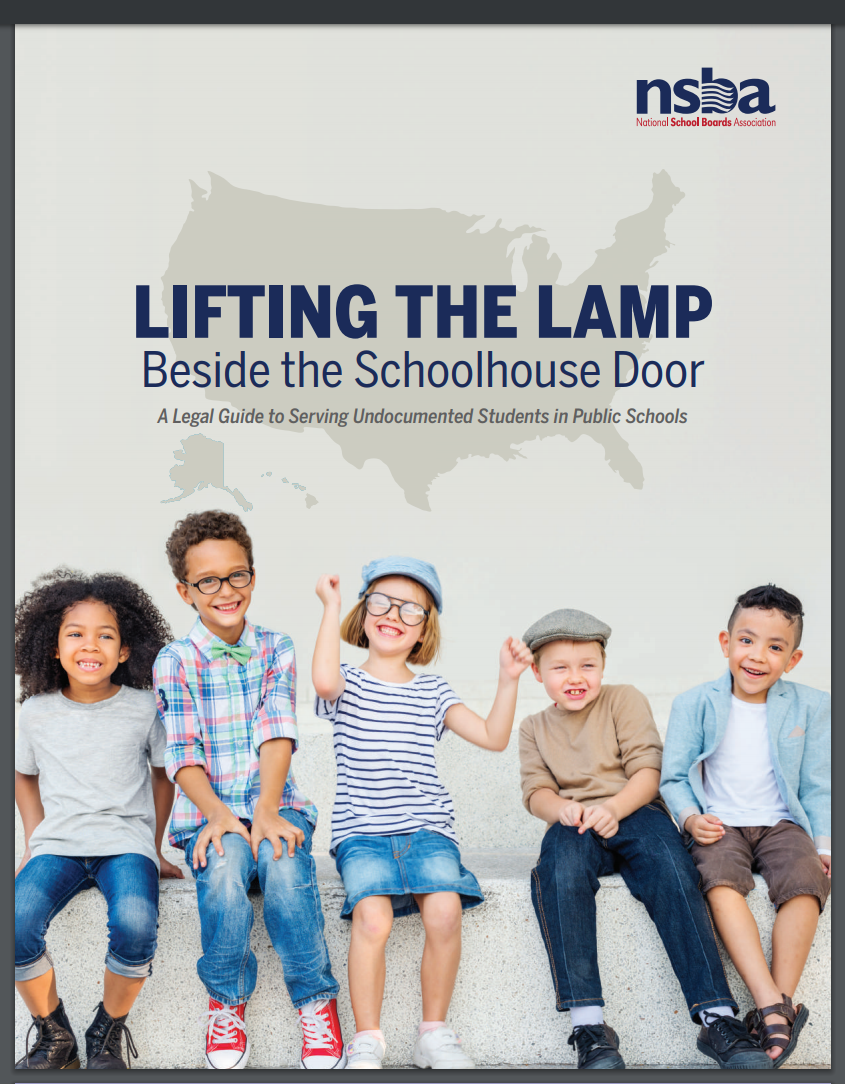 nsba
National School Boards Association
LIFTING THE LAMP
Beside the Schoolhouse Door
A Legal Guide to Serving Undocumented Students in Public Schools